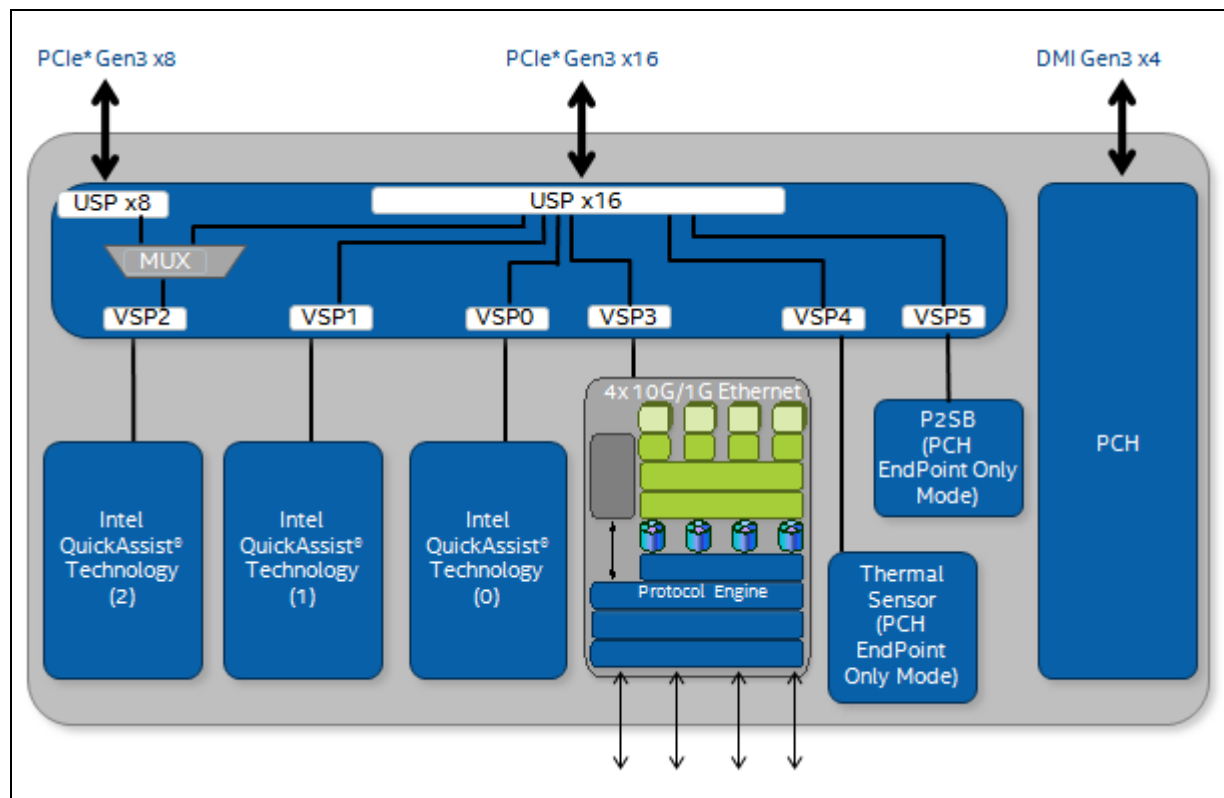 PCIe* Gen3 x8
PCIe* Gen3 x16
DMI Gen3 x4
USP x8
USP x16
MUX
VSP2
VSP1
VSP0
VSP3
VSP4
VSP5
4x 10G/1G Ethernet
P2SB
(PCH
EndPoint Only
Mode)
PCH
Intel
QuickAssist®
Technology
(2)
Intel
QuickAssist®
Technology
(1)
Intel
QuickAssist®
Technology
(0)
Protocol Engine
Thermal
Sensor
(PCH
EndPoint
Only Mode)